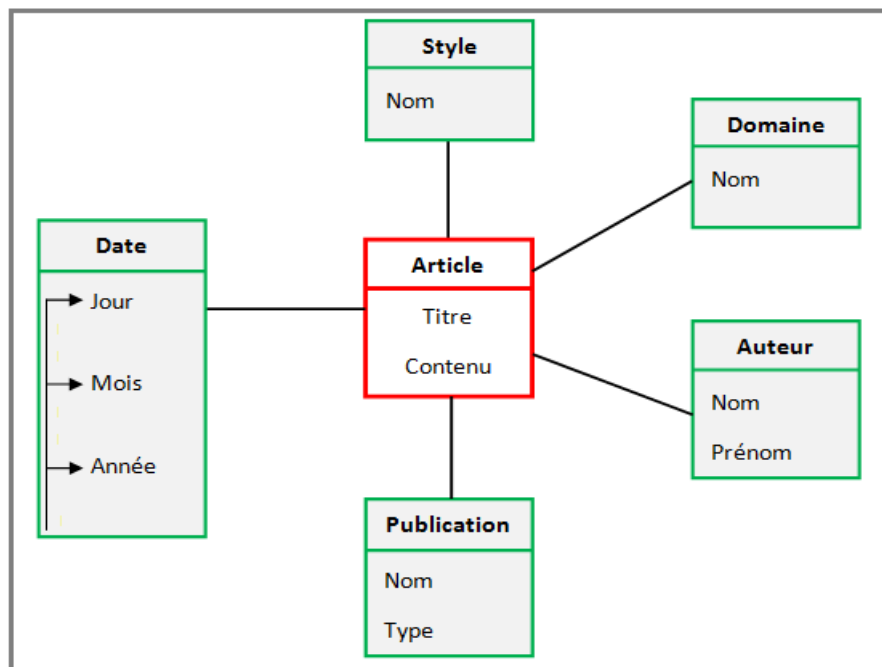 Style
Nom
Domaine
Nom
Date
Jour
Mois
Année
Article
Titre
Contenu
Auteur
Nom
Prénom
Publication
Nom
Type